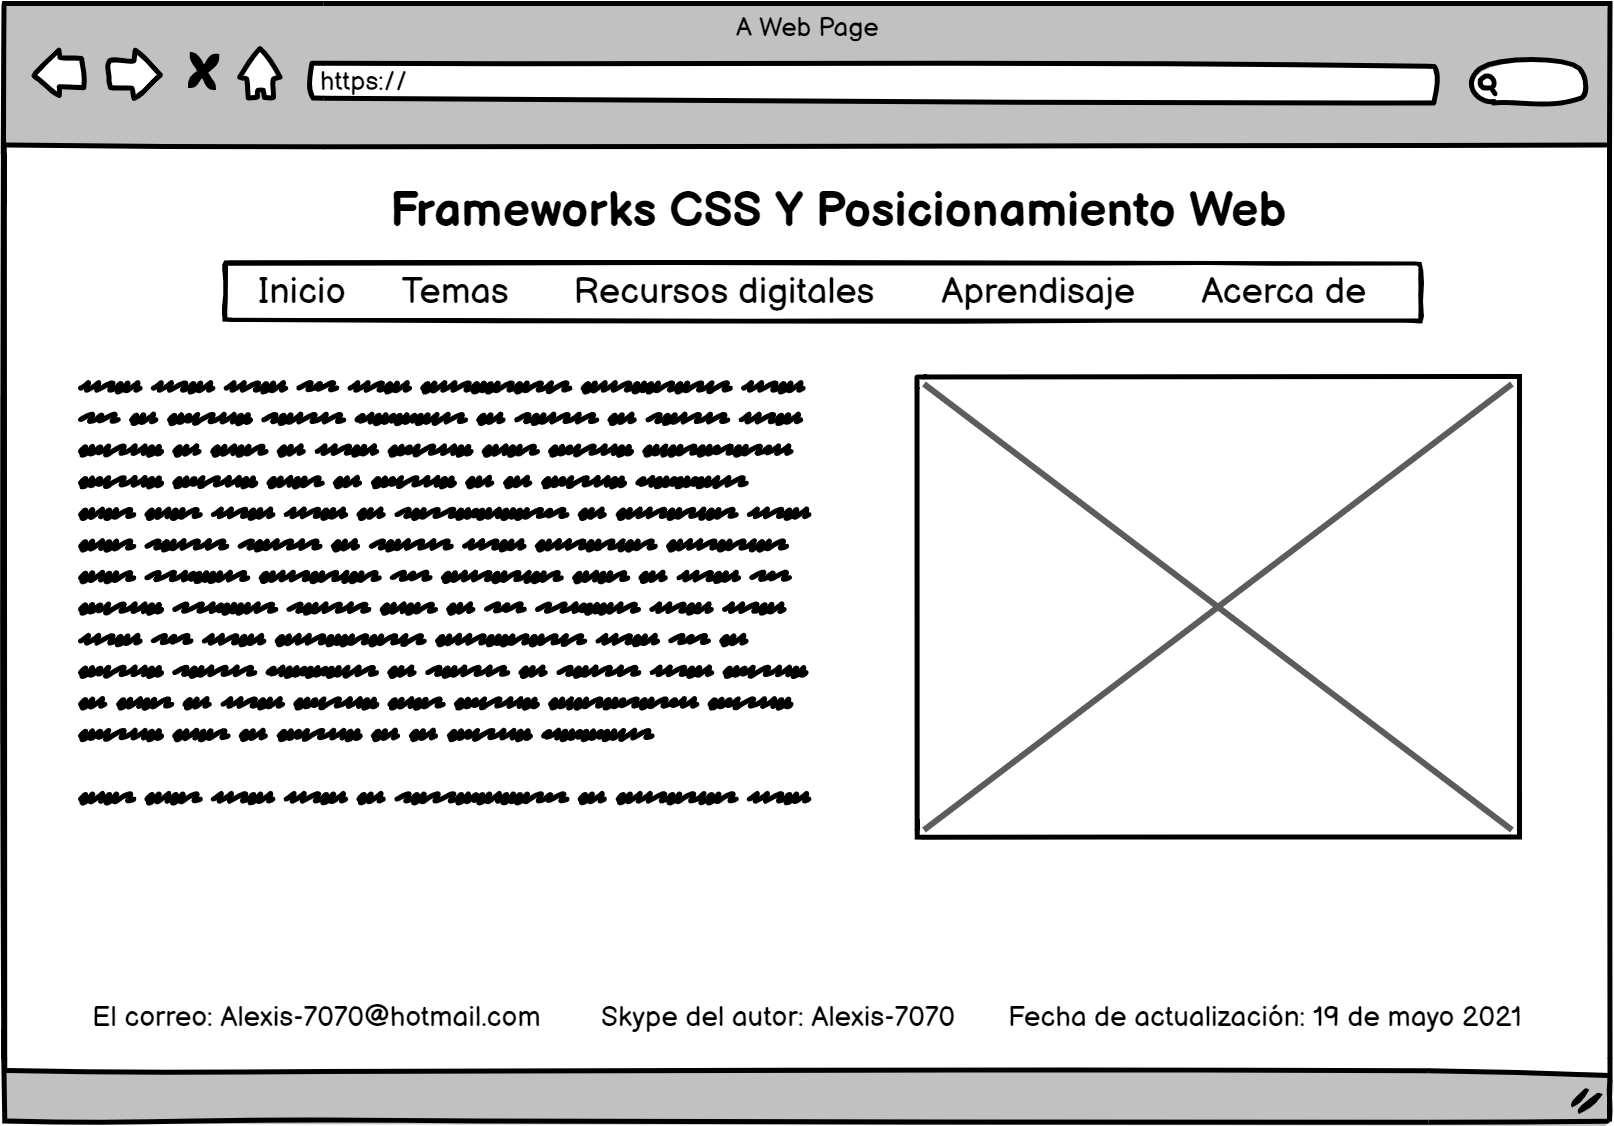 A Web Page
https://
Frameworks CSS Y Posicionamiento Web
Inicio Temas Recursos digitales Aprendisaje Acerca de
El correo: Alexis-7070@hotmail.com Skype del autor: Alexis-7070 Fecha de actualización: 19 de mayo 2021